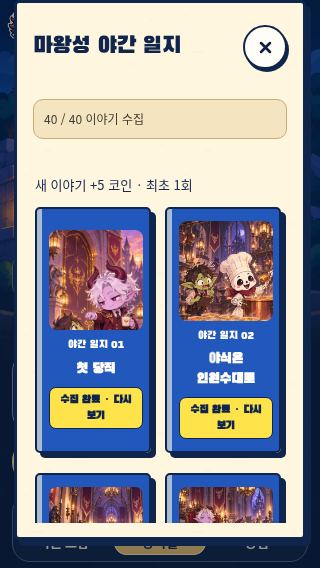 마왕성 야간 일지
×
40 / 40 이야기 수집
새 이야기 +5 코인 · 최초 1회
야간 일지 01
첫 당직
수집 완료 · 다시
보기
야간 일지 02
야식은
인원수대로
수집 완료 · 다시
보기